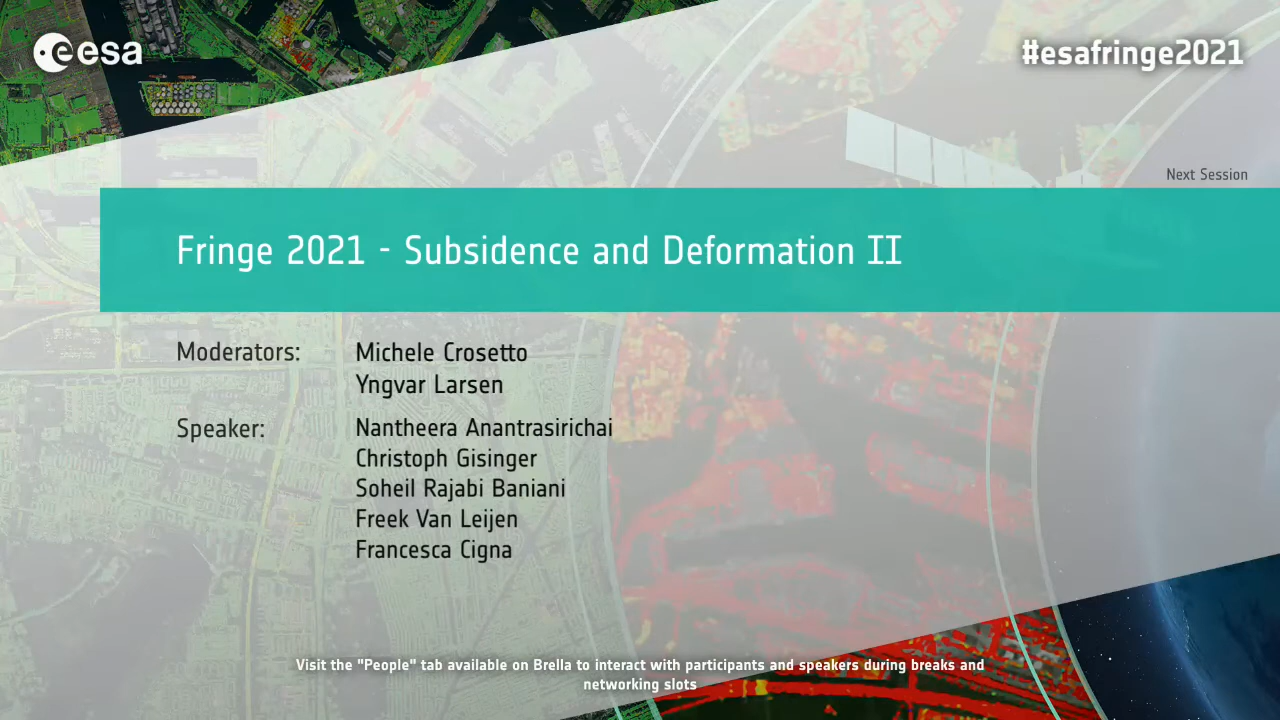 esa
#esafringe2021
Next Session
Fringe 2021 - Subsidence and Deformation II
Moderators:
Michele Crosetto
Yngvar Larsen
Speaker:
Nantheera Anantrasirichai
Christoph Gisinger
Soheil Rajabi Baniani
Freek Van Leijen
Francesca Cigna
Visit the "People" tab available on Brella to interact with participants and speakers during breaks and
networking slots